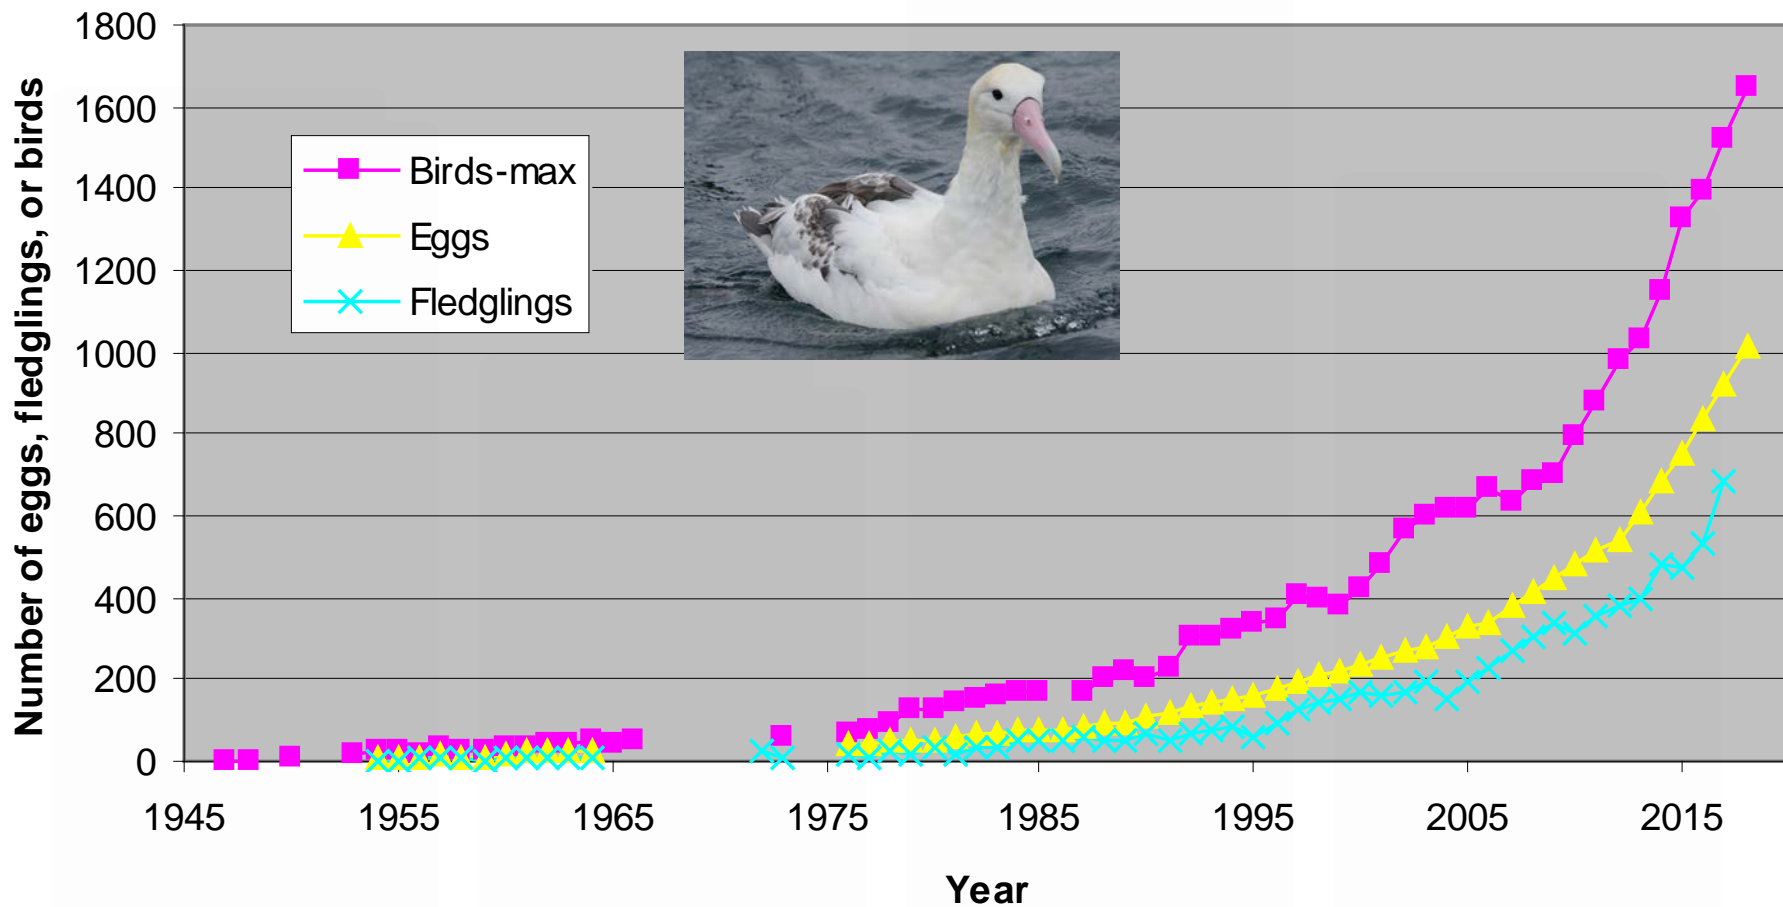 1800
1600
1400
1200
1000
800
600
400
200
0
Number of eggs, fledglings, or birds
Birds-max
Eggs
Fledglings
1945 1955 1965 1975 1985 1995 2005 2015
Year